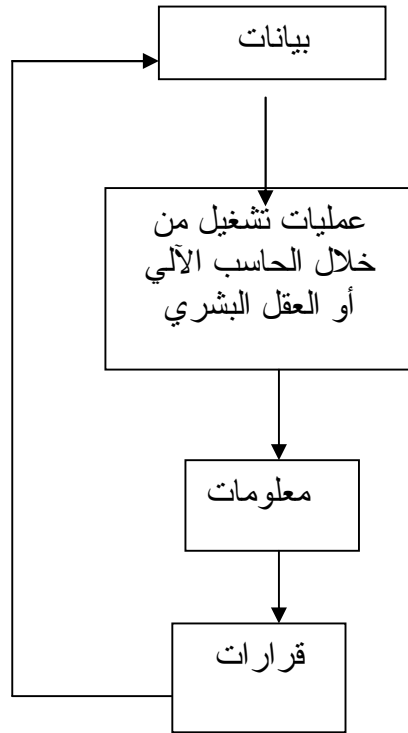 بيانات
عمليات تشغيل من
خلال الحاسب الآلي
أو العقل البشري
معلومات
قرارات